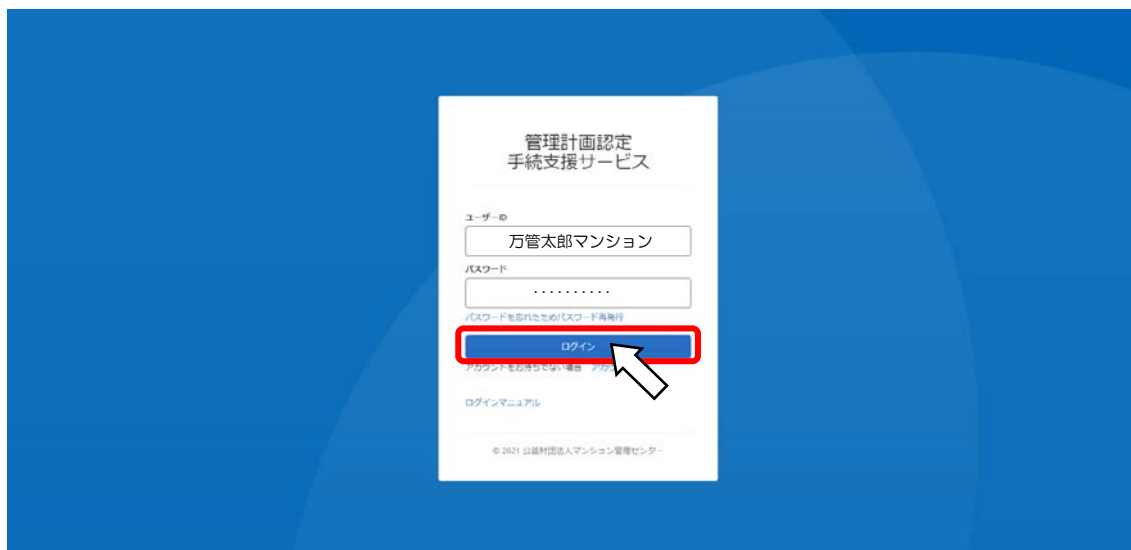 管理計画認定
手続支援サービス
ユーザーID
万管太郎マンション
パスワード
··········
パスワードを忘れたためパスワード再発行
ログイン
アカウントをお持ちでない場合
ログインマニュアル
© 2021 公益財団法人マンション管理センター